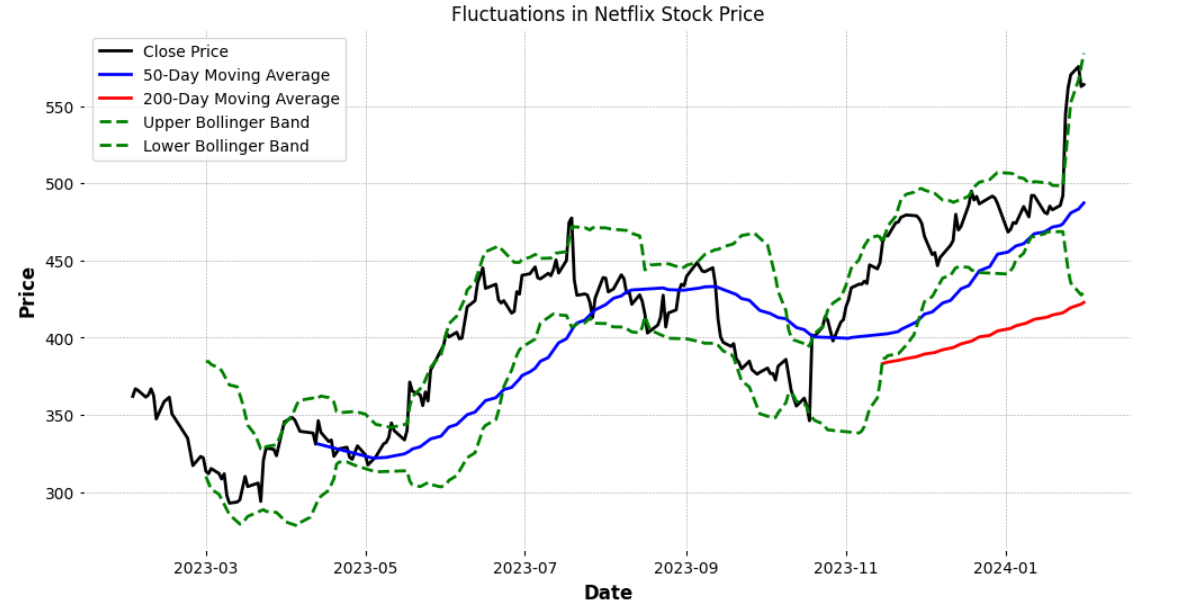 Fluctuations in Netflix Stock Price
Close Price
50-Day Moving Average
200-Day Moving Average
Upper Bollinger Band
Lower Bollinger Band
550
500
450
400
350
300
Price
2023-03 2023-05 2023-07 2023-09 2023-11 2024-01
Date